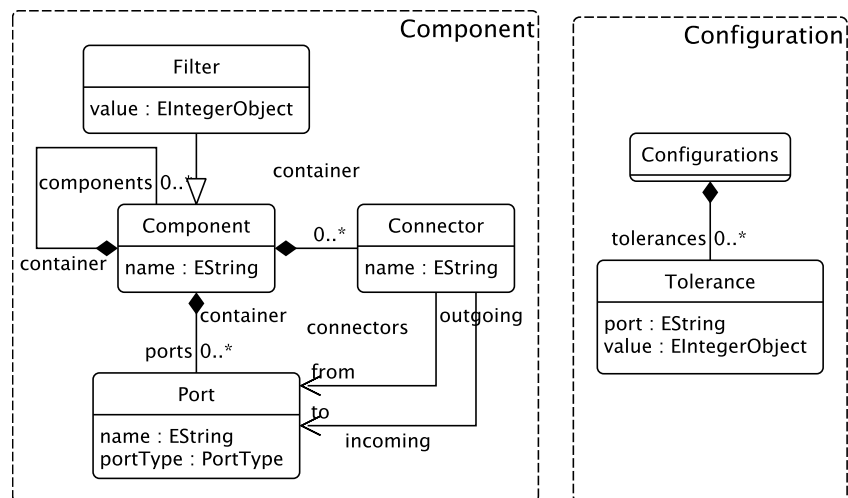 Component
Filter
value : EIntegerObject
container
components 0..*
Component
name : EString
container
0..*
Connector
name : EString
container
connectors
outgoing
ports 0..*
from
Port
name : EString
portType : PortType
to
incoming
Configuration
Configurations
tolerances 0..*
Tolerance
port : EString
value : EIntegerObject